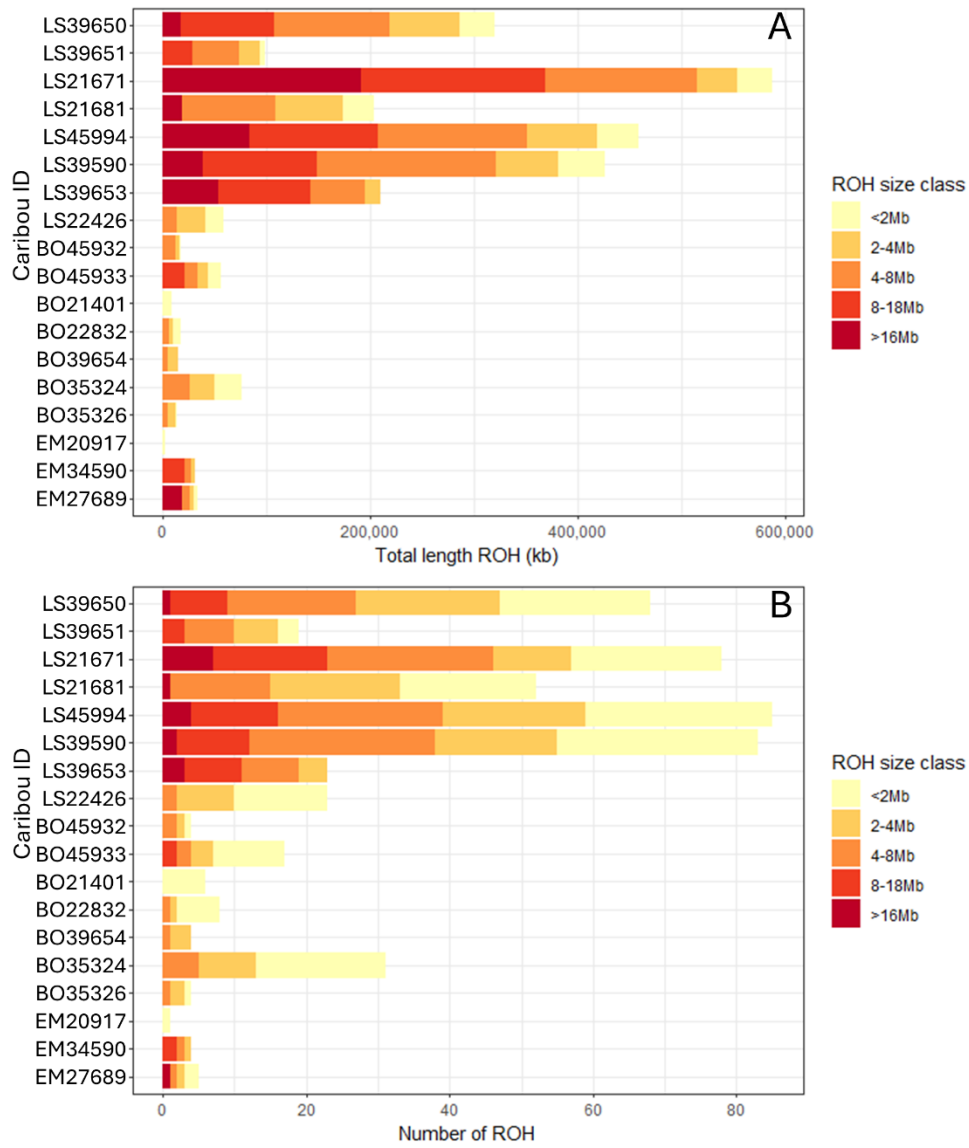 A
Caribou ID
LS39650
LS39651
LS21671
LS21681
LS45994
LS39590
LS39653
LS22426
BO45932
BO45933
BO21401
BO22832
BO39654
BO35324
BO35326
EM20917
EM34590
EM27689
0 200,000 400,000 600,000
Total length ROH (kb)
ROH size class
<2Mb
2-4Mb
4-8Mb
8-18Mb
>16Mb
B
Caribou ID
LS39650
LS39651
LS21671
LS21681
LS45994
LS39590
LS39653
LS22426
BO45932
BO45933
BO21401
BO22832
BO39654
BO35324
BO35326
EM20917
EM34590
EM27689
0 20 40 60 80
Number of ROH
ROH size class
<2Mb
2-4Mb
4-8Mb
8-18Mb
>16Mb